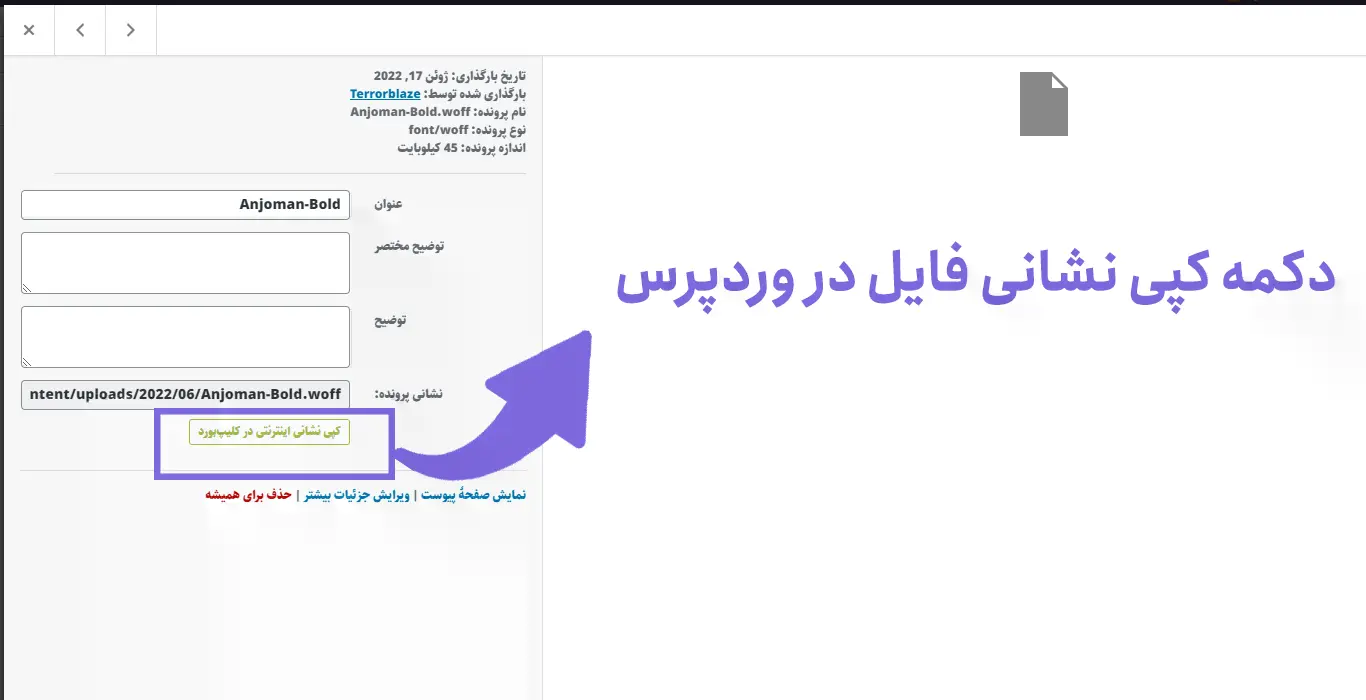 تاریخ بارگذاری: ژوئن 17, 2022
بارگذاری شده توسط: Terrorblaze
نام پرونده: Anjoman-Bold.woff
نوع پرونده: font/woff
اندازه پرونده: 45 کیلوبایت
عنوان
Anjoman-Bold
توضیح مختصر
توضیح
نشانی پرونده:
ntent/uploads/2022/06/Anjoman-Bold.woff
کپی نشانی اینترنتی در کلیپ‌بورد
نمایش صفحهٔ پیوست | ویرایش جزئیات بیشتر | حذف برای همیشه
دکمه کپی نشانی فایل در وردپرس